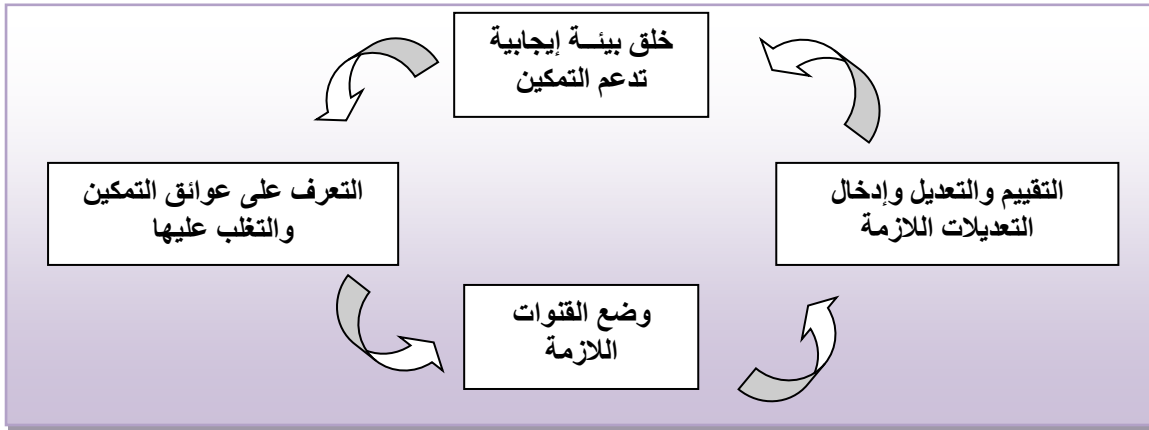 خلق بيئــة إيجابية
تدعم التمكين
التقييم والتعديل وإدخال
التعديلات اللازمة
التعرف على عوائق التمكين
والتغلب عليها
وضع القنوات
اللازمة